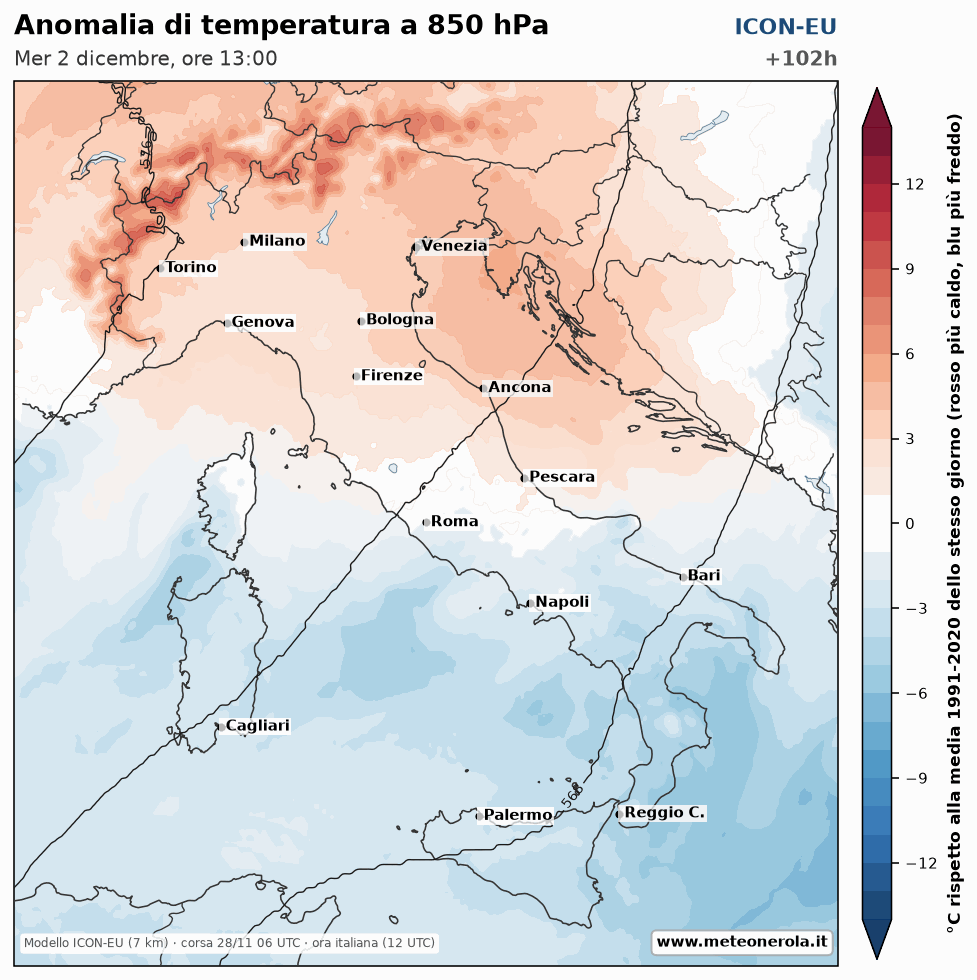 Anomalia di temperatura a 850 hPa
ICON-EU
Mer 2 dicembre, ore 13:00
+102h
576
Milano
Venezia
Torino
Genova
Bologna
Firenze
Ancona
Pescara
Roma
Bari
Napoli
Cagliari
568
Palermo
Reggio C.
12
9
6
3
0
−3
−6
−9
−12
°C rispetto alla media 1991-2020 dello stesso giorno (rosso più caldo, blu più freddo)
Modello ICON-EU (7 km) · corsa 28/11 06 UTC · ora italiana (12 UTC)
www.meteonerola.it